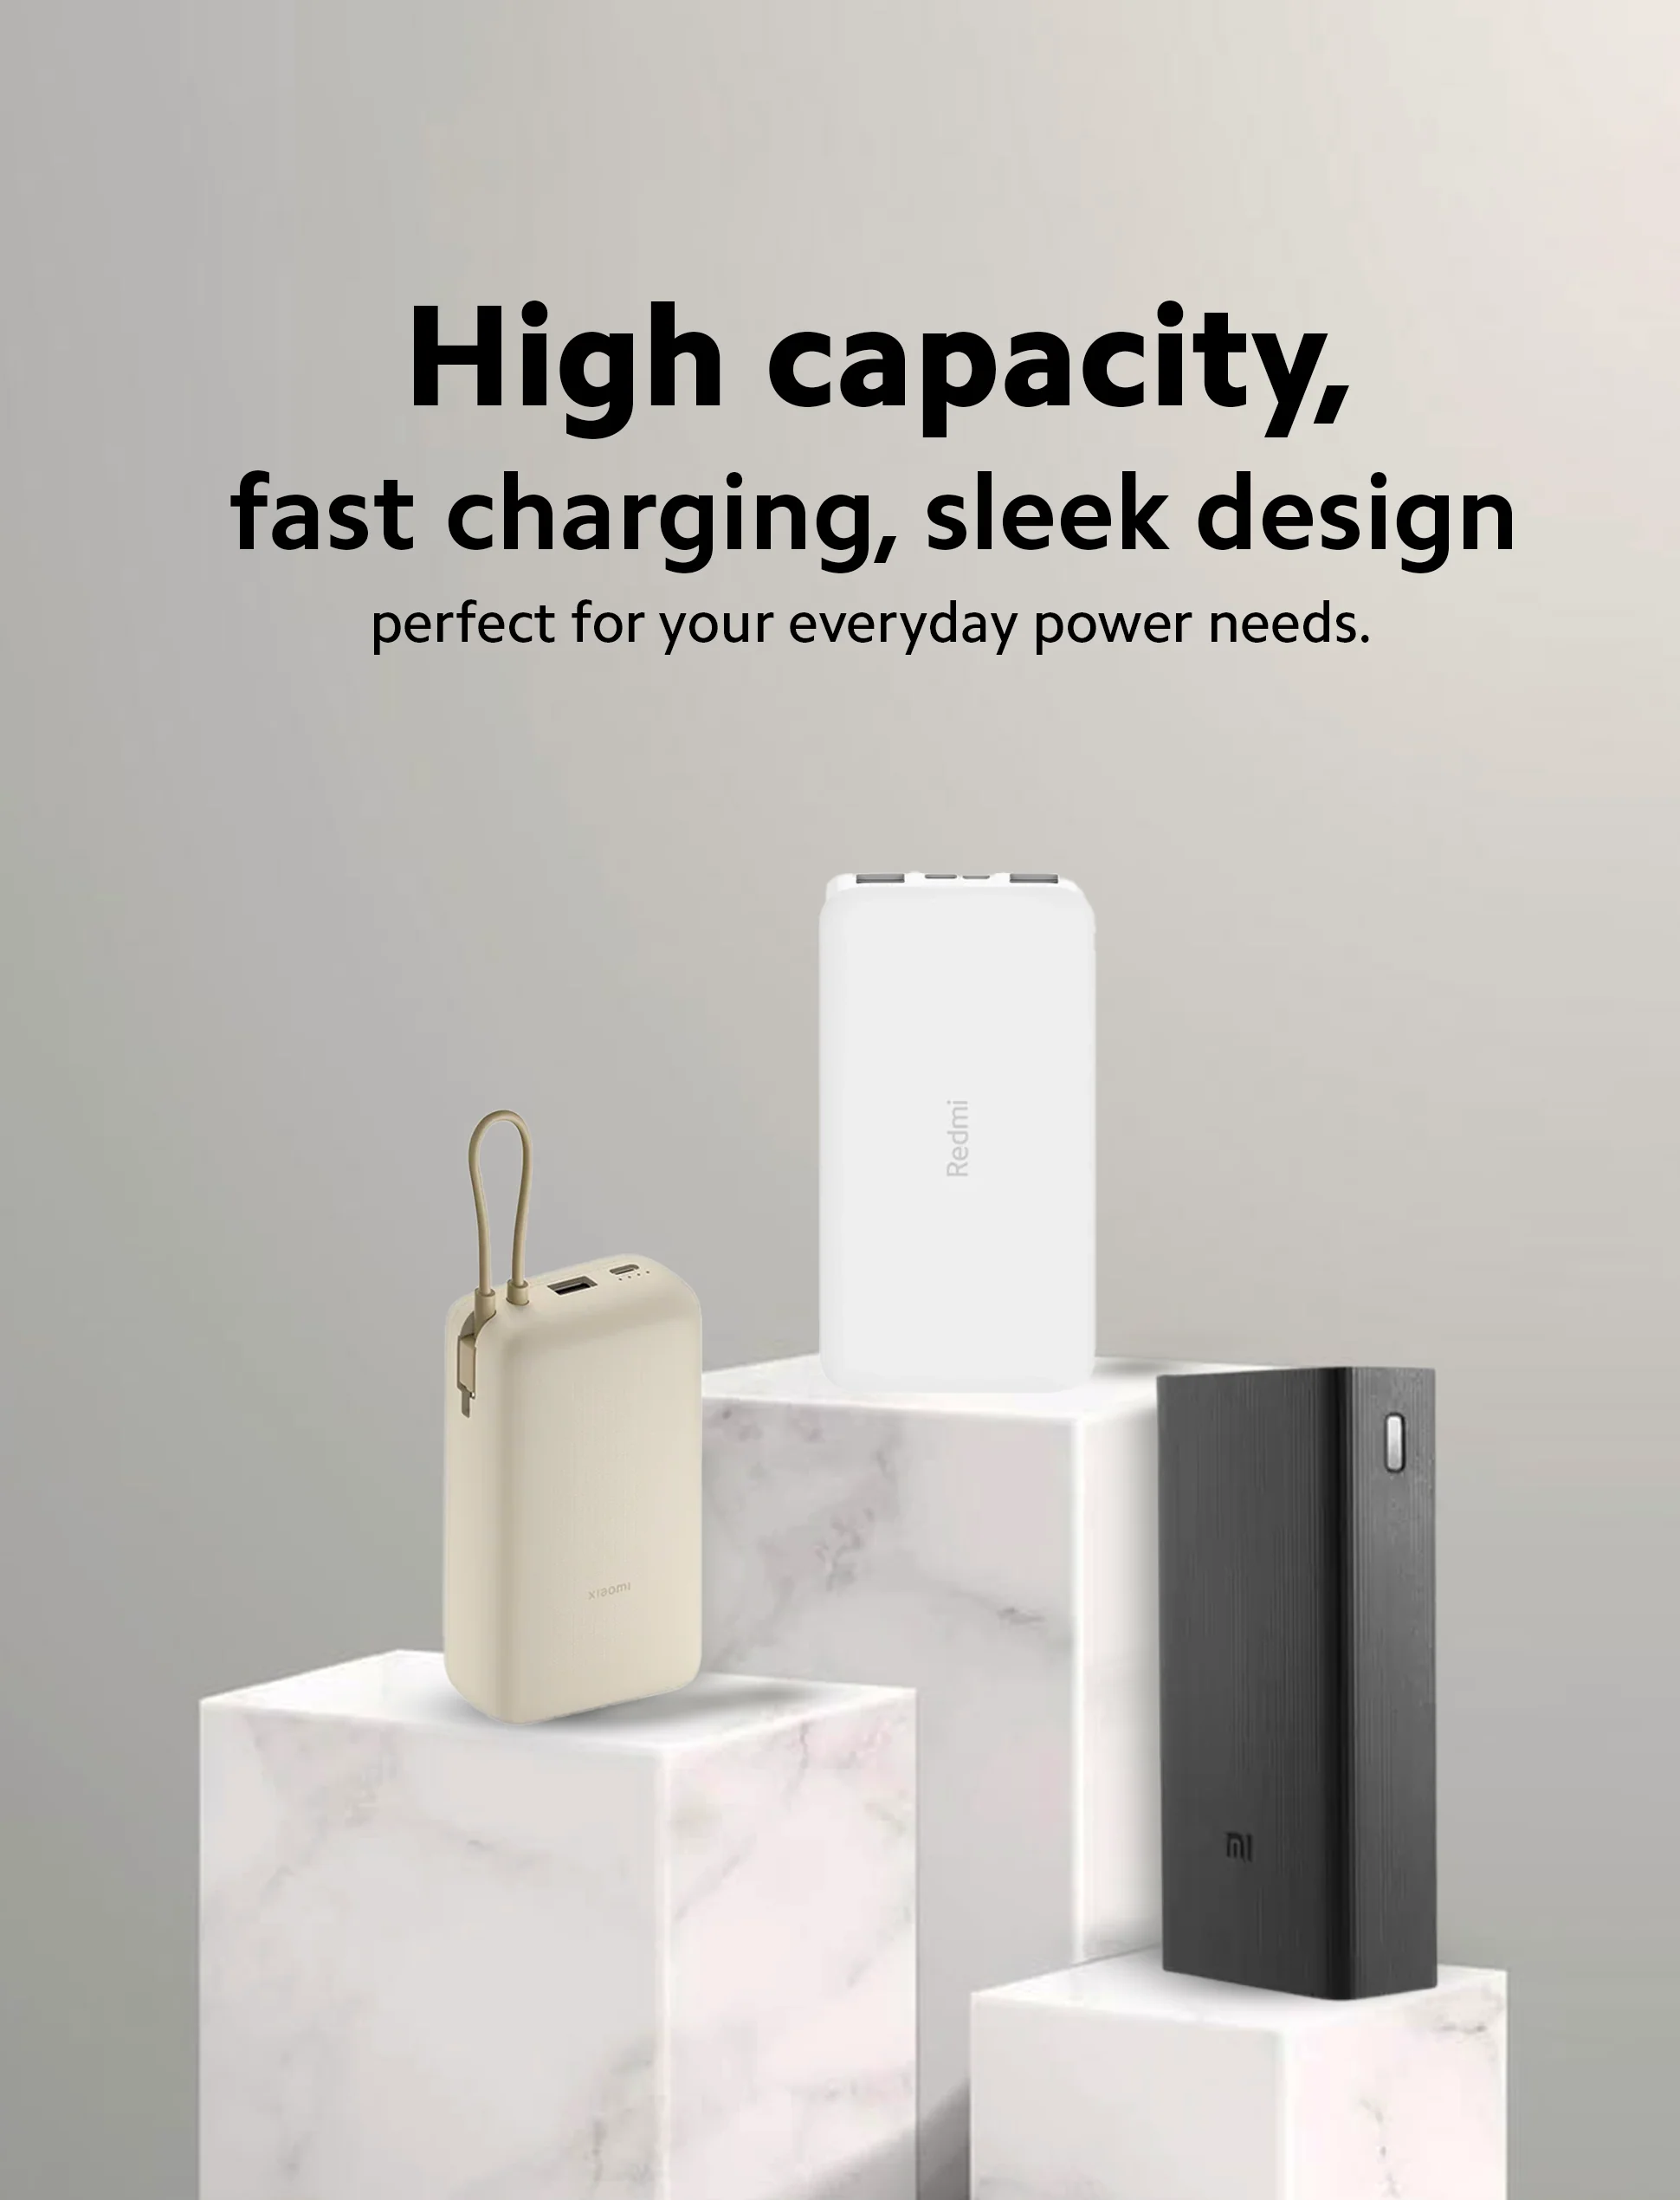 High capacity,
fast charging, sleek design
perfect for your everyday power needs.
Redmi
xiaomi
mi